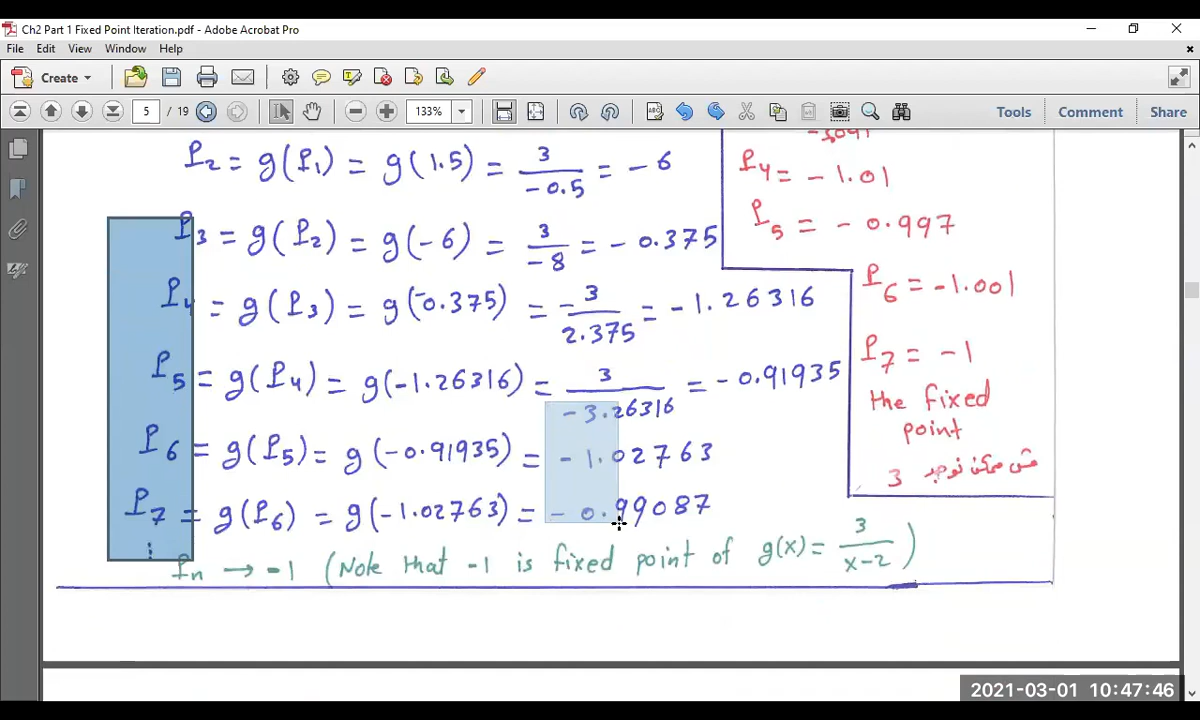 Ch2 Part 1 Fixed Point Iteration.pdf - Adobe Acrobat Pro
File Edit View Window Help
Create
5 / 19 133% Tools Comment Share
P2 = g(P1) = g(1.5) = 3/-0.5 = -6
P3 = g(P2) = g(-6) = 3/-8 = -0.375
P4 = g(P3) = g(-0.375) = -3/2.375 = -1.26316
P5 = g(P4) = g(-1.26316) = 3/-3.26316 = -0.91935
P6 = g(P5) = g(-0.91935) = -1.02763
P7 = g(P6) = g(-1.02763) = -0.99087
⋮
Pn → -1 (Note that -1 is fixed point of g(x) = 3/x-2)
P4 = -1.01
P5 = -0.997
P6 = -1.001
P7 = -1
the fixed
point
مش ممكن توجد 3
2021-03-01 10:47:46